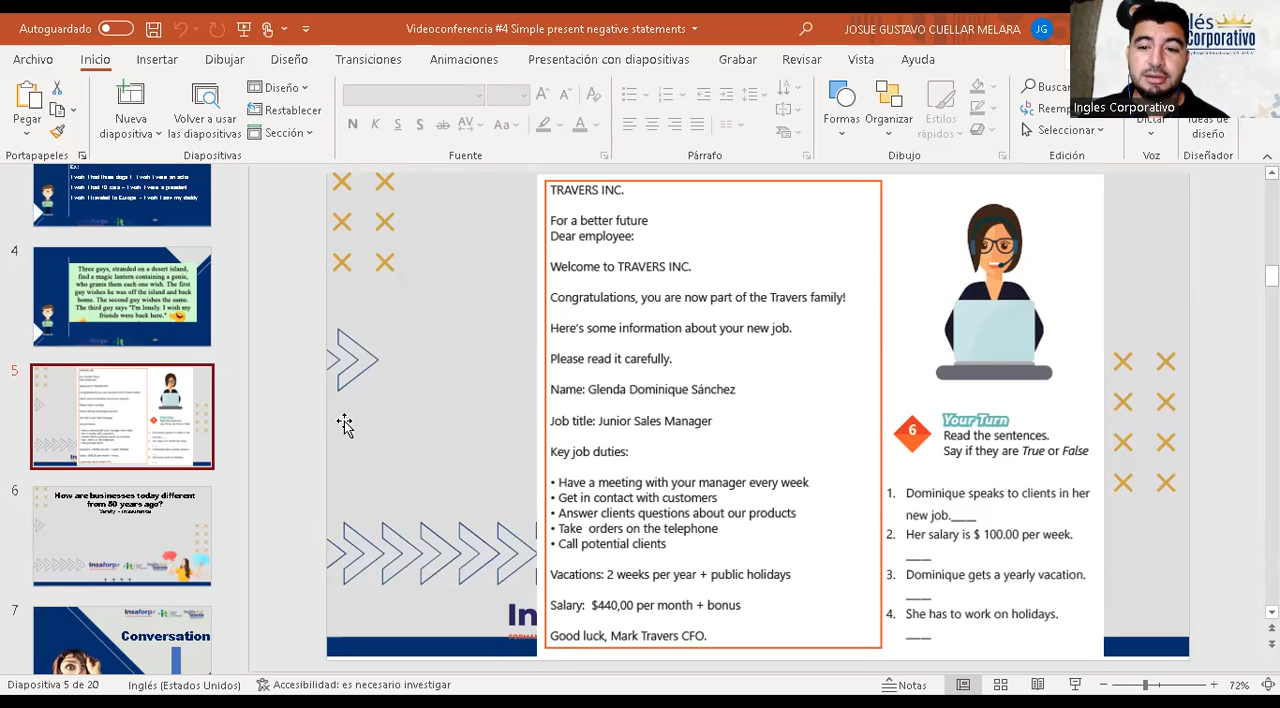 Autoguardado
Videoconferencia #4 Simple present negative statements
JOSUE GUSTAVO CUELLAR MELARA
JG
Archivo
Inicio
Insertar
Dibujar
Diseño
Transiciones
Presentación con diapositivas
Grabar
Vista
Ayuda
Inglés
Corporativo
Ingles Corporativo
Pegar
Nueva
diapositiva
Volver a usar
las diapositivas
Diseño
Restablecer
Sección
Formas
Organizar
Estilos
rápidos
Seleccionar
Dictar
Ideas de
diseño
Portapapeles
Diapositivas
Fuente
Párrafo
Dibujo
Edición
Voz
Diseñador
4
Three guys, stranded on a desert island,
find a magic lantern containing a genie,
who grants them each one wish. The first
guy wishes he was off the island and back
home. The second guy wishes the same.
The third guy says "I'm lonely. I wish my
friends were back here."
5
6
How are businesses today different
from 50 years ago?
7
Conversation
TRAVERS INC.
For a better future
Dear employee:
Welcome to TRAVERS INC.
Congratulations, you are now part of the Travers family!
Here's some information about your new job.
Please read it carefully.
Name: Glenda Dominique Sánchez
Job title: Junior Sales Manager
Key job duties:
• Have a meeting with your manager every week
• Get in contact with customers
• Answer clients questions about our products
• Take orders on the telephone
• Call potential clients
Vacations: 2 weeks per year + public holidays
Salary: $440,00 per month + bonus
Good luck, Mark Travers CFO.
6
Your Turn
Read the sentences.
Say if they are True or False
1. Dominique speaks to clients in her
new job.___
2. Her salary is $ 100.00 per week.
___
3. Dominique gets a yearly vacation.
___
4. She has to work on holidays.
___
Diapositiva 5 de 20
Inglés (Estados Unidos)
Accesibilidad: es necesario investigar
Notas
72%